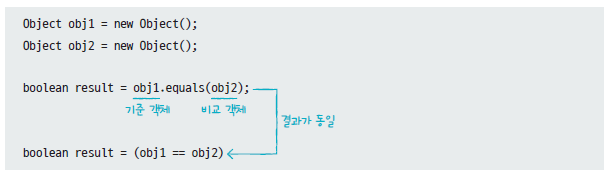 Object obj1 = new Object();
Object obj2 = new Object();
boolean result = obj1.equals(obj2);
기준 객체 비교 객체
결과가 동일
boolean result = (obj1 == obj2)